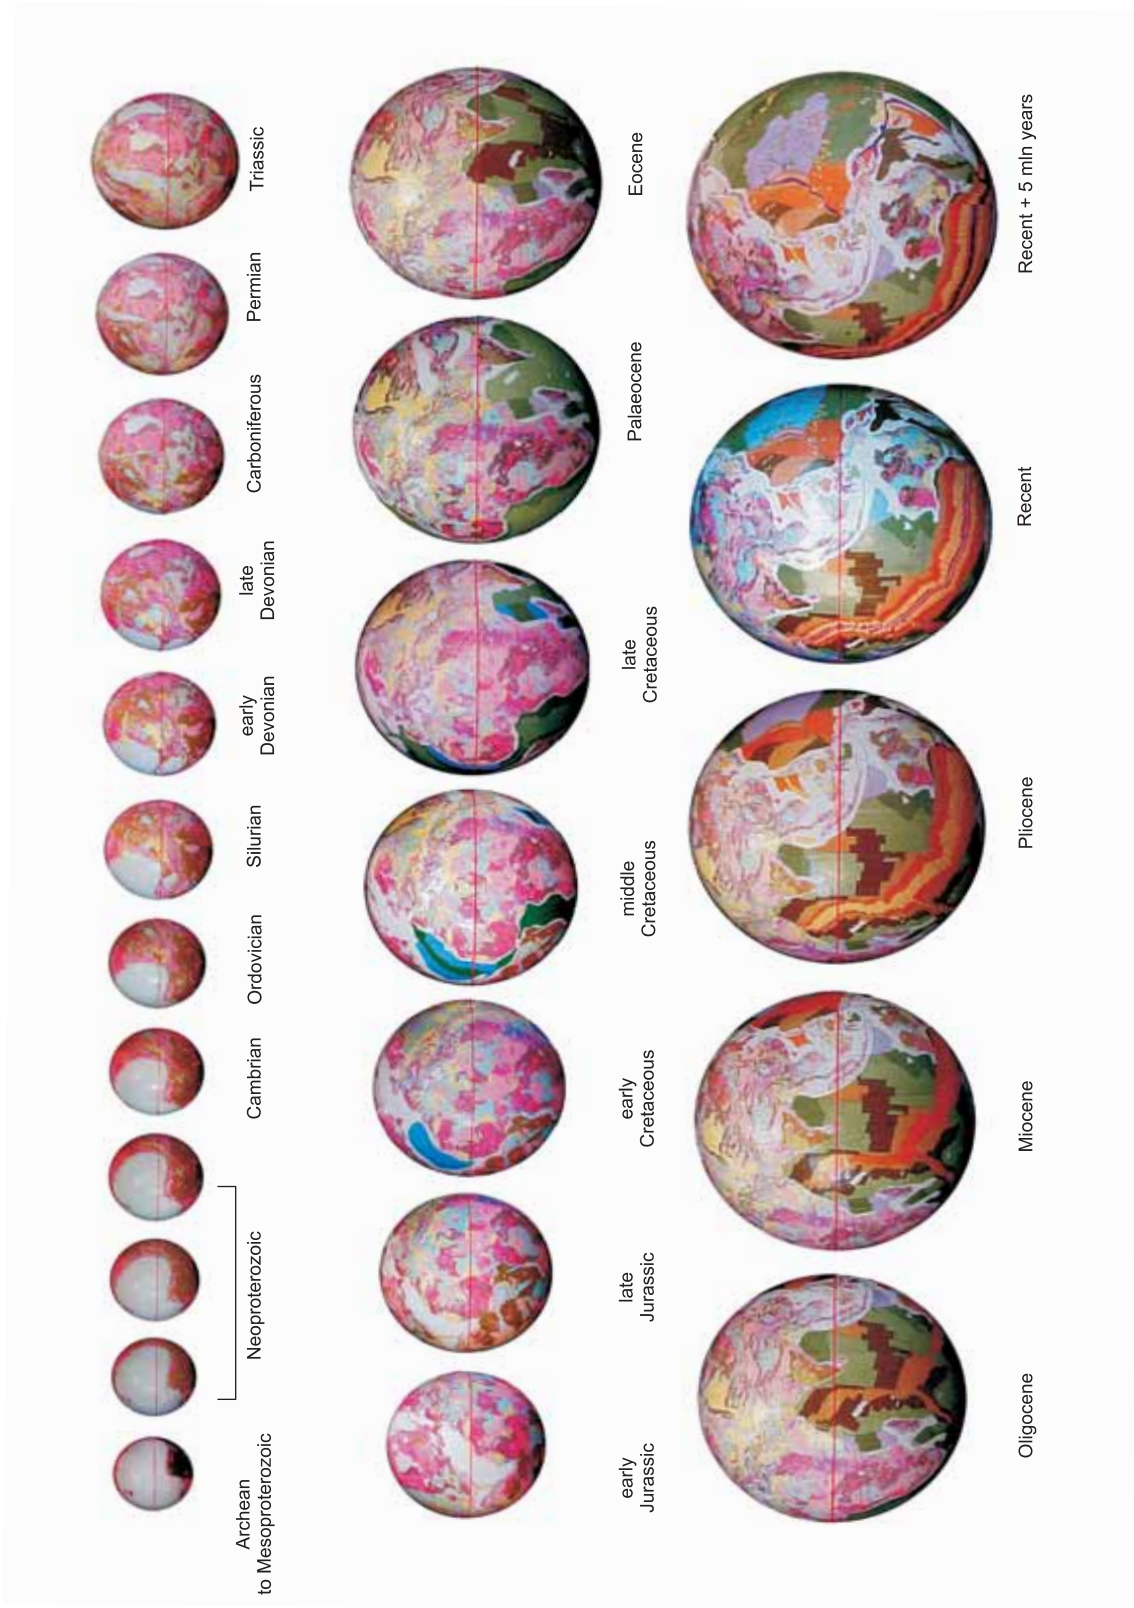 Archean
to Mesoproterozoic
Neoproterozoic
Cambrian
Ordovician
Silurian
early
Devonian
late
Devonian
Carboniferous
Permian
Triassic
early
Jurassic
late
Jurassic
early
Cretaceous
middle
Cretaceous
late
Cretaceous
Palaeocene
Eocene
Oligocene
Miocene
Pliocene
Recent
Recent + 5 mln years